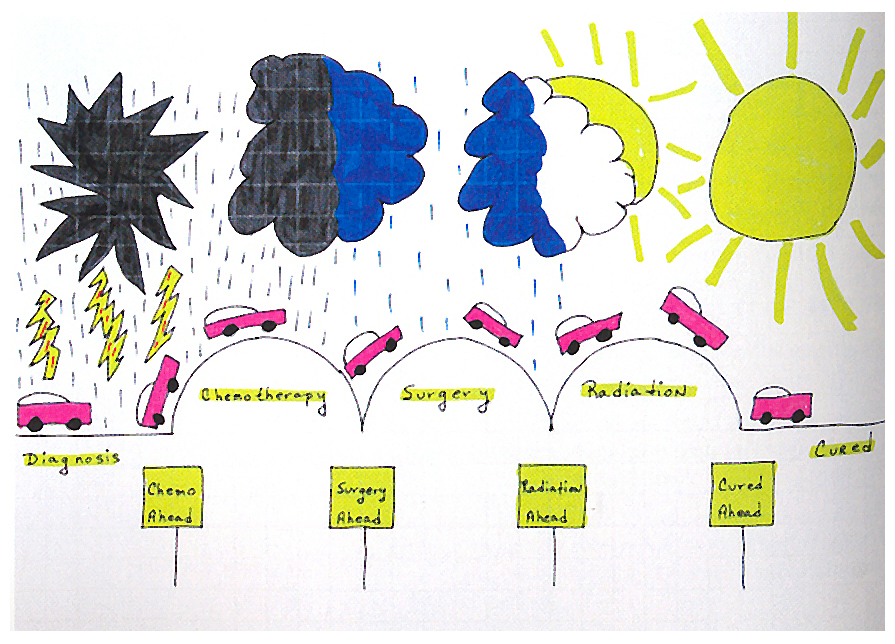 Chemotherapy
Surgery
Radiation
Diagnosis
Cured
Chemo
Ahead
Surgery
Ahead
Radiation
Ahead
Cured
Ahead